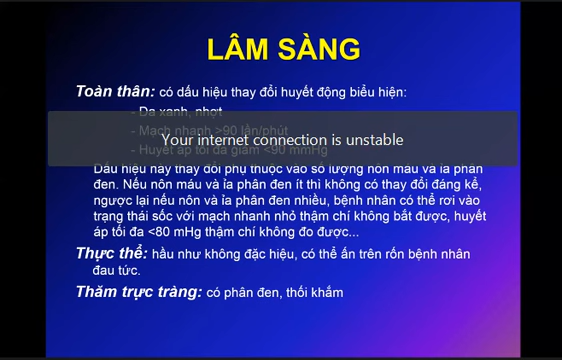 LÂM SÀNG
Toàn thân: có dấu hiệu thay đổi huyết động biểu hiện:
- Da xanh, nhợt
- Mạch nhanh >90 lần/phút
Your internet connection is unstable
- Huyết áp tối đa giảm <90 mmHg
Dấu hiệu này thay đổi phụ thuộc vào số lượng nôn máu và ỉa phân
đen. Nếu nôn máu và ỉa phân đen ít thì không có thay đổi đáng kể,
ngược lại nếu nôn và ỉa phân đen nhiều, bệnh nhân có thể rơi vào
trạng thái sốc với mạch nhanh nhỏ thậm chí không bắt được, huyết
áp tối đa <80 mmHg thậm chí không đo được...
Thực thể: hầu như không đặc hiệu, có thể ấn trên rốn bệnh nhân
đau tức.
Thăm trực tràng: có phân đen, thối khắm